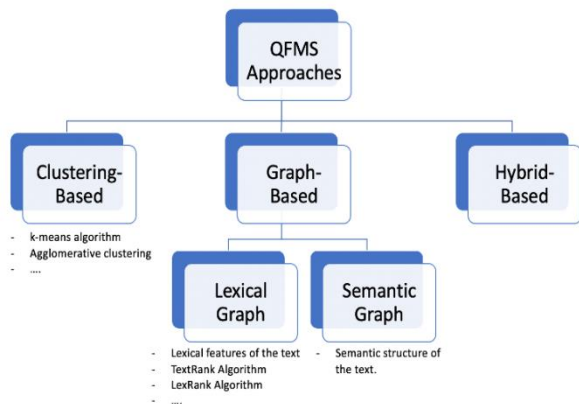 QFMS
Approaches
Clustering-
Based
Graph-
Based
Hybrid-
Based
- k-means algorithm
- Agglomerative clustering
- ....
Lexical
Graph
Semantic
Graph
- Lexical features of the text
- TextRank Algorithm
- LexRank Algorithm
- ....
- Semantic structure of
the text.